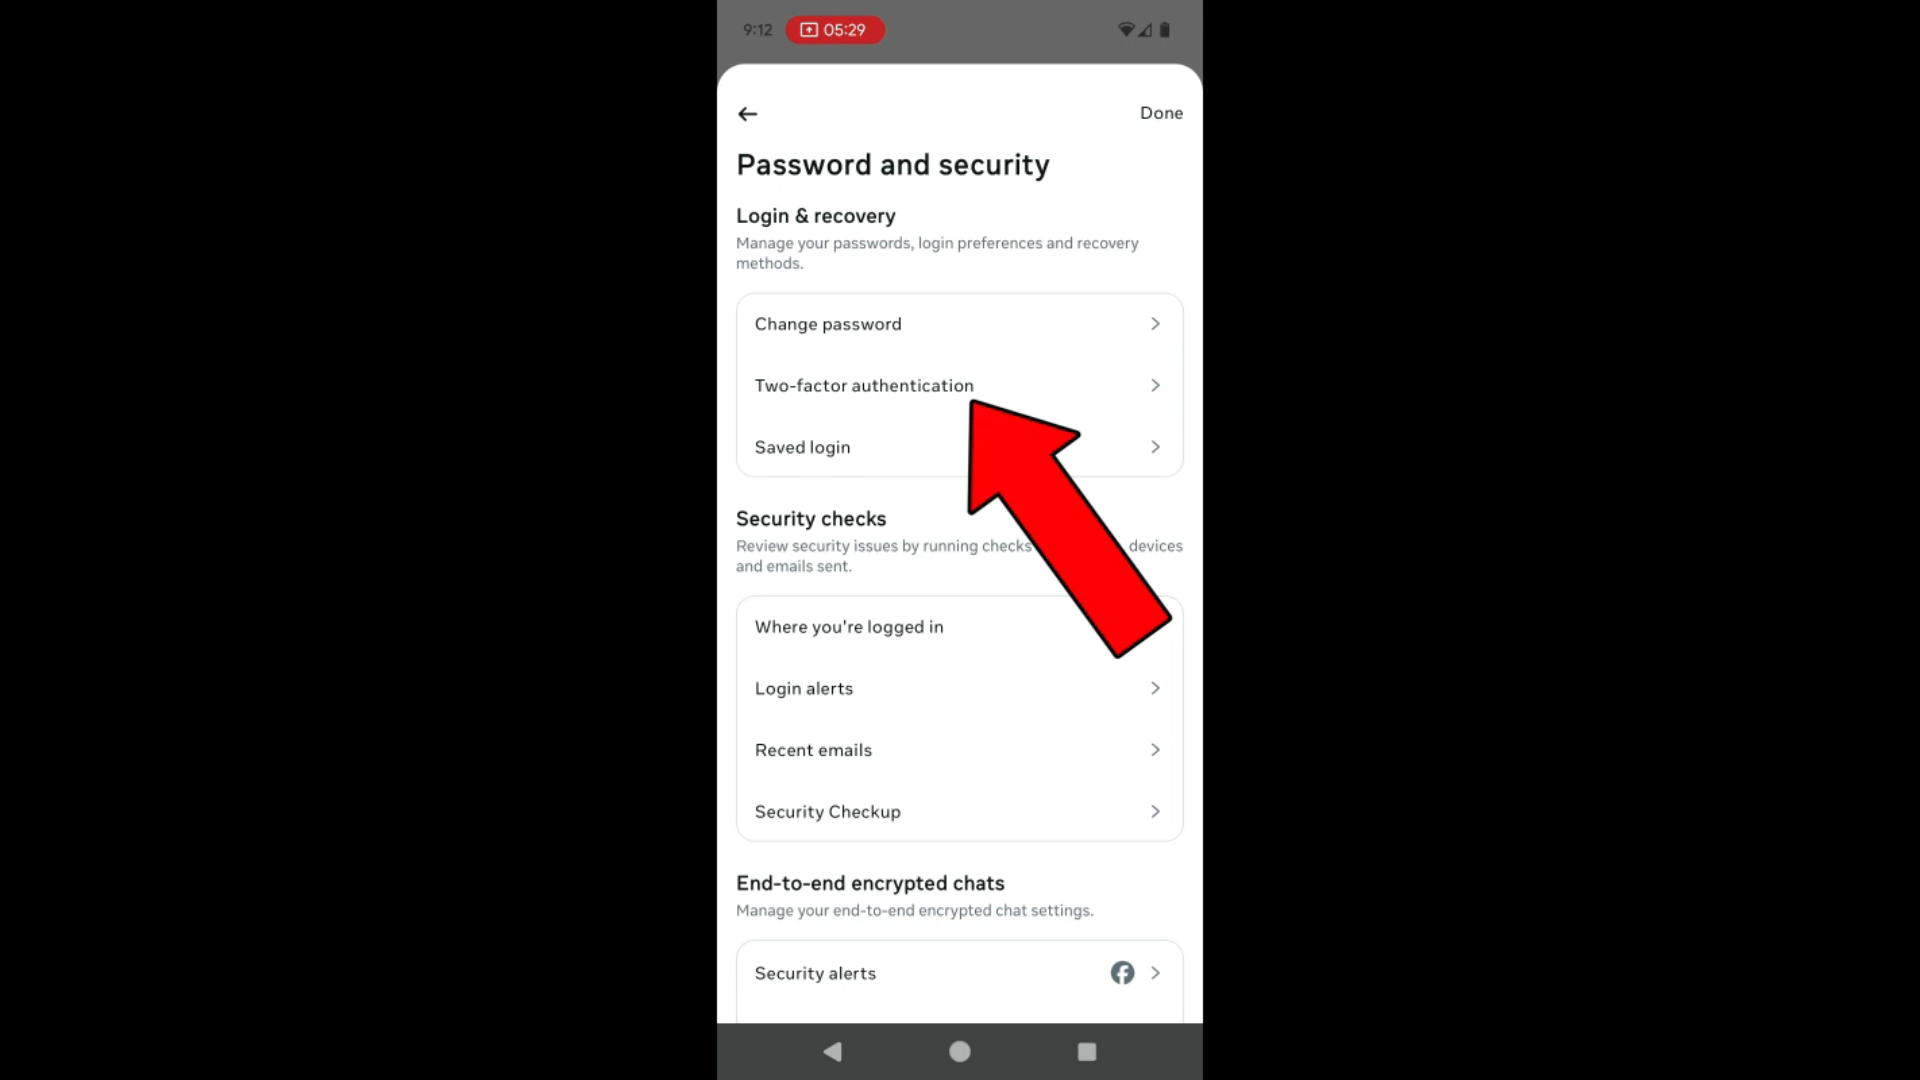 9:12 05:29
Done
Password and security
Login & recovery
Manage your passwords, login preferences and recovery
methods.
Change password
Two-factor authentication
Saved login
Security checks
Review security issues by running checks devices
and emails sent.
Where you're logged in
Login alerts
Recent emails
Security Checkup
End-to-end encrypted chats
Manage your end-to-end encrypted chat settings.
Security alerts